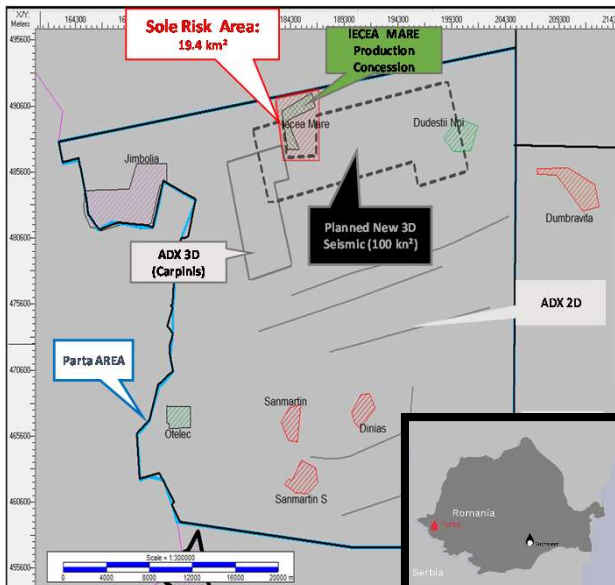 X/Y:
Meters
164300
184300
189300
194300
199300
204300
209300
214
495600
490600
485600
480600
475600
470600
465600
460600
455600
Sole Risk Area:
19.4 km²
IECEA MARE
Production
Concession
Iecea Mare
Dudestii Noi
Jimbolia
Dumbravita
Planned New 3D
Seismic (100 km²)
ADX 3D
(Carpinis)
ADX 2D
Parta AREA
Otelec
Sanmartin
Dinias
Sanmartin S
Romania
Parta
Serbia
Scale = 1:300000
0
4000
8000
12000
16000
20000 m